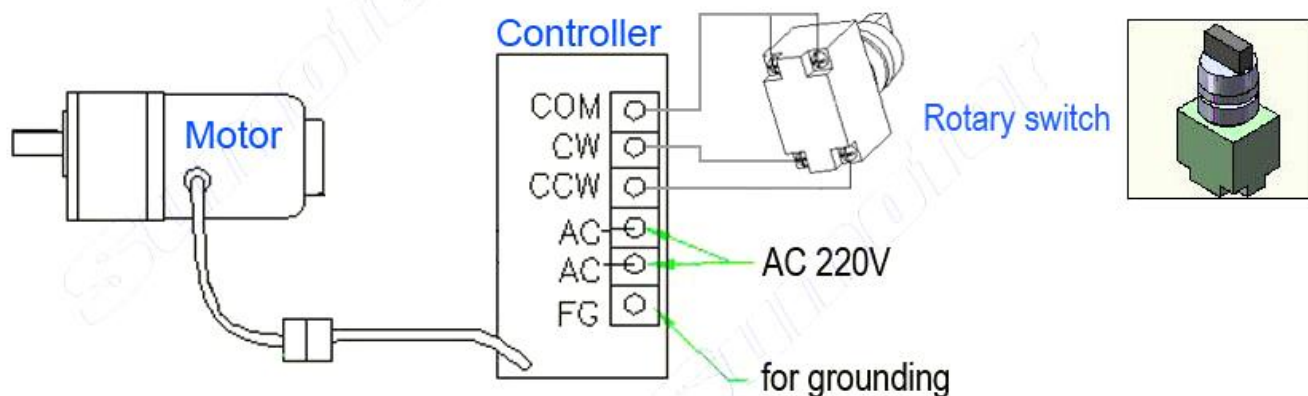 Controller
COM
Motor
CW
CCW
Rotary switch
AC
AC
AC 220V
FG
for grounding